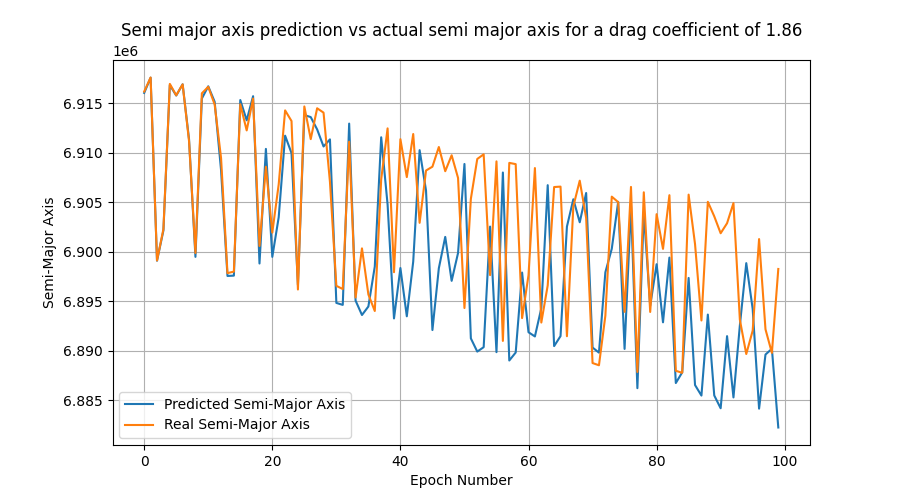 Semi major axis prediction vs actual semi major axis for a drag coefficient of 1.86
1e6
6.915
6.910
6.905
6.900
6.895
6.890
6.885
Semi-Major Axis
Predicted Semi-Major Axis
Real Semi-Major Axis
0 20 40 60 80 100
Epoch Number